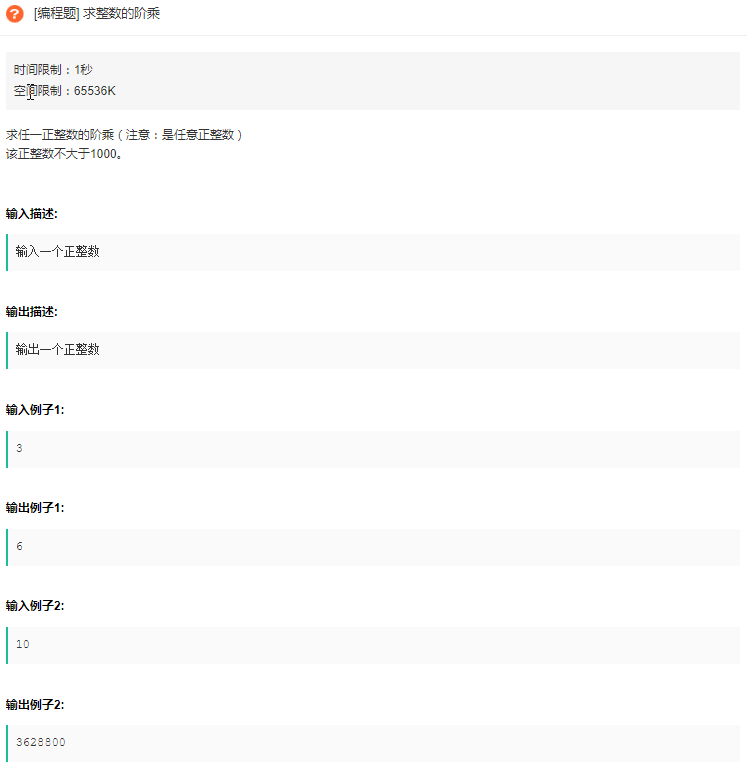 [编程题] 求整数的阶乘
时间限制：1秒
空间限制：65536K
求任一正整数的阶乘（注意：是任意正整数）
该正整数不大于1000。
输入描述:
输入一个正整数
输出描述:
输出一个正整数
输入例子1:
3
输出例子1:
6
输入例子2:
10
输出例子2:
3628800